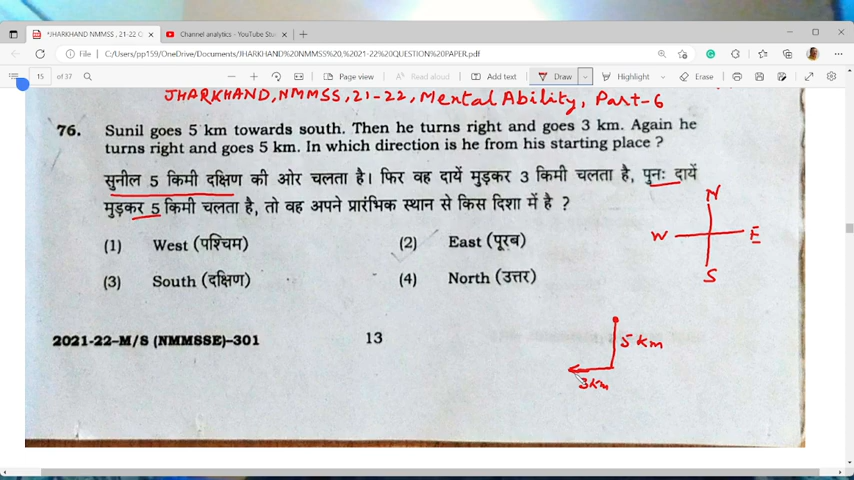 *JHARKHAND NMMSS , 21-22 Q
Channel analytics - YouTube Stu
File
C:/Users/pp159/OneDrive/Documents/JHARKHAND%20NMMSS%20,%2021-22%20QUESTION%20PAPER.pdf
15 of 37
Page view
Read aloud
Add text
Draw
Highlight
Erase
JHARKHAND, NMMSS, 21-22, Mental Ability, Part-6
76. Sunil goes 5 km towards south. Then he turns right and goes 3 km. Again he
turns right and goes 5 km. In which direction is he from his starting place ?
सुनील 5 किमी दक्षिण की ओर चलता है। फिर वह दायें मुड़कर 3 किमी चलता है, पुनः दायें
मुड़कर 5 किमी चलता है, तो वह अपने प्रारंभिक स्थान से किस दिशा में है ?
(1) West (पश्चिम) (2) East (पूरब)
(3) South (दक्षिण) (4) North (उत्तर)
N
W E
S
5 km
3km
2021-22-M/S (NMMSSE)-301 13